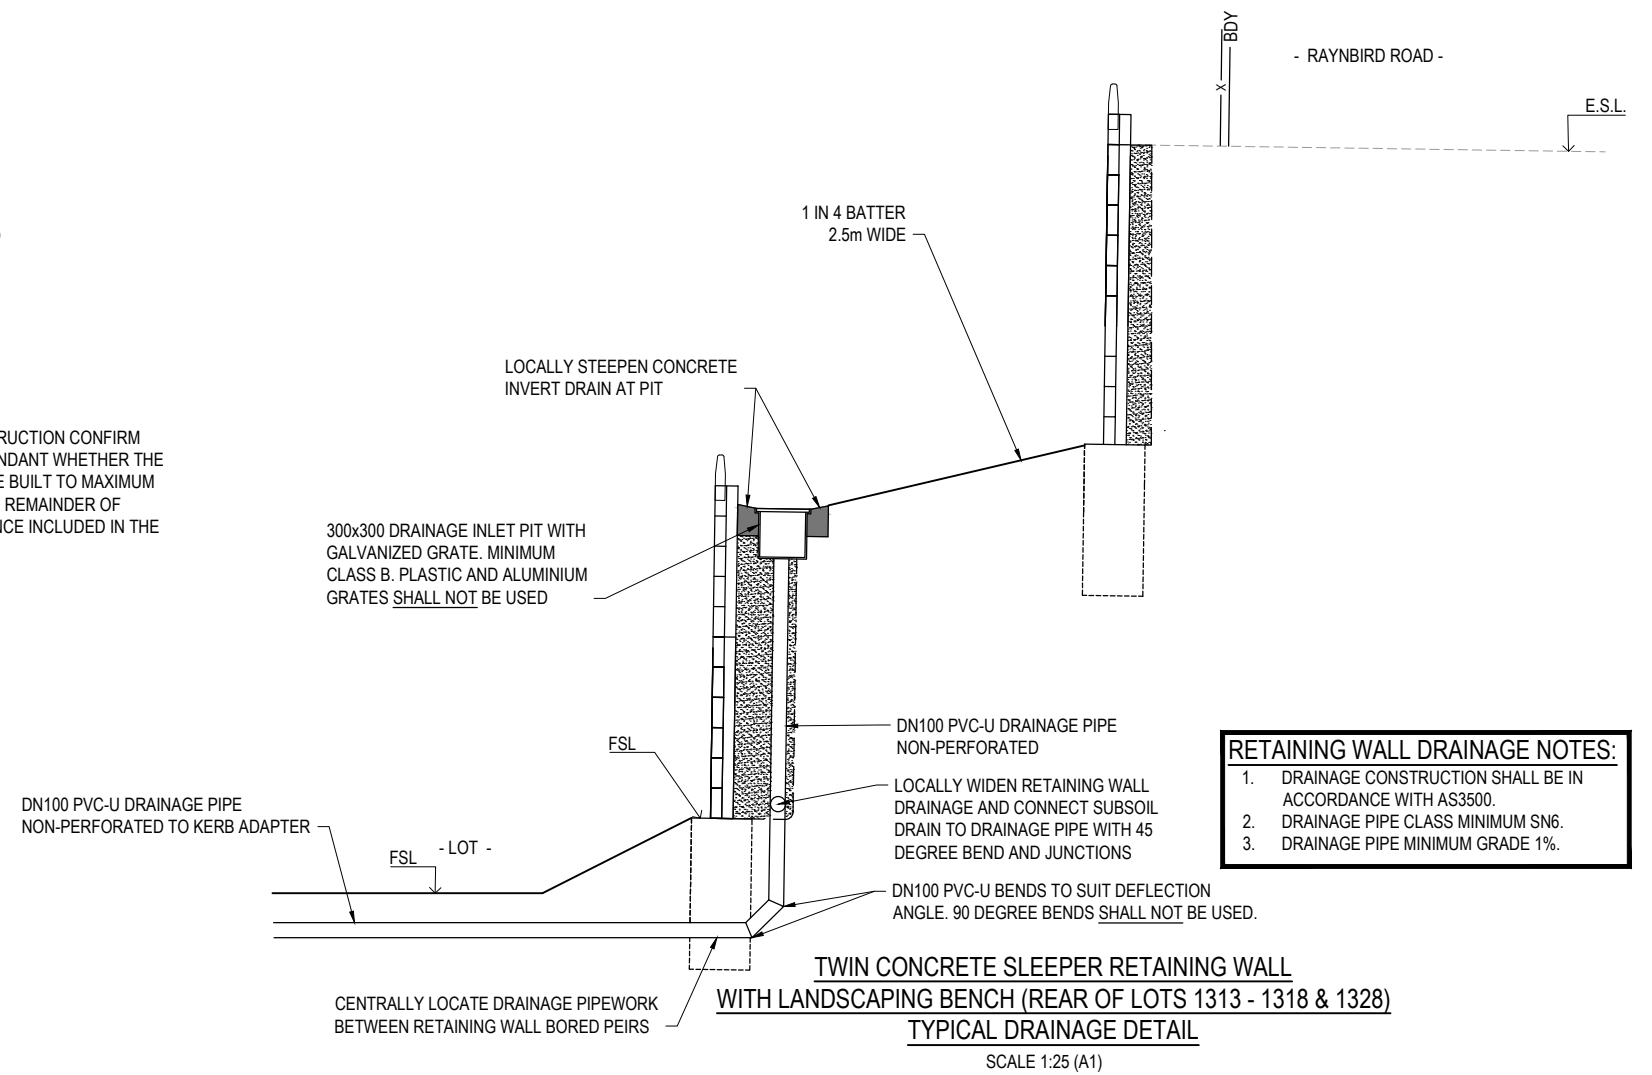 BDY
X
- RAYNBIRD ROAD -
E.S.L.
1 IN 4 BATTER
2.5m WIDE
LOCALLY STEEPEN CONCRETE
INVERT DRAIN AT PIT
CONFIRM
WHETHER THE
BUILT TO MAXIMUM
REMAINDER OF
INCLUDED IN THE
300x300 DRAINAGE INLET PIT WITH
GALVANIZED GRATE. MINIMUM
CLASS B. PLASTIC AND ALUMINIUM
GRATES SHALL NOT BE USED
FSL
DN100 PVC-U DRAINAGE PIPE
NON-PERFORATED
LOCALLY WIDEN RETAINING WALL
DRAINAGE AND CONNECT SUBSOIL
DRAIN TO DRAINAGE PIPE WITH 45
DEGREE BEND AND JUNCTIONS
DN100 PVC-U BENDS TO SUIT DEFLECTION
ANGLE. 90 DEGREE BENDS SHALL NOT BE USED.
RETAINING WALL DRAINAGE NOTES:
1. DRAINAGE CONSTRUCTION SHALL BE IN
ACCORDANCE WITH AS3500.
2. DRAINAGE PIPE CLASS MINIMUM SN6.
3. DRAINAGE PIPE MINIMUM GRADE 1%.
DN100 PVC-U DRAINAGE PIPE
NON-PERFORATED TO KERB ADAPTER
FSL
- LOT -
CENTRALLY LOCATE DRAINAGE PIPEWORK
BETWEEN RETAINING WALL BORED PEIRS
TWIN CONCRETE SLEEPER RETAINING WALL
WITH LANDSCAPING BENCH (REAR OF LOTS 1313 - 1318 & 1328)
TYPICAL DRAINAGE DETAIL
SCALE 1:25 (A1)